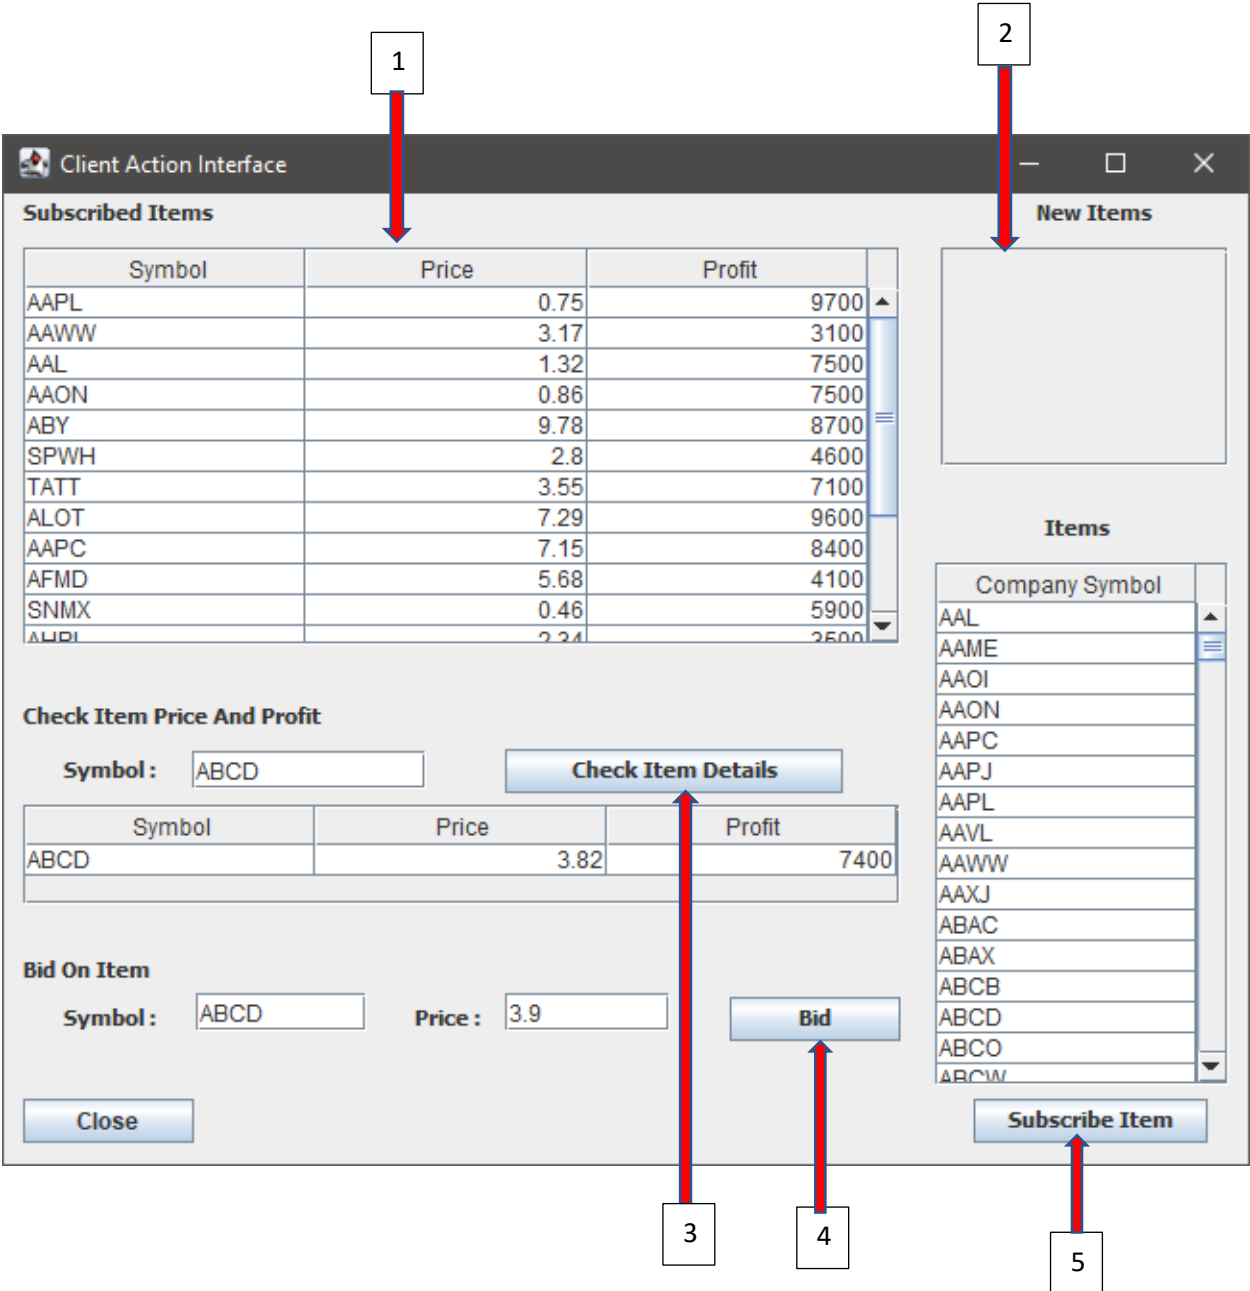 1
2
Client Action Interface
Subscribed Items
New Items
Symbol Price Profit
AAPL 0.75 9700
AAWW 3.17 3100
AAL 1.32 7500
AAON 0.86 7500
ABY 9.78 8700
SPWH 2.8 4600
TATT 3.55 7100
ALOT 7.29 9600
AAPC 7.15 8400
AFMD 5.68 4100
SNMX 0.46 5900
2.34 3500
Items
Company Symbol
AAL
AAME
AAOI
AAON
AAPC
AAPJ
AAPL
AAVL
AAWW
AAXJ
ABAC
ABAX
ABCB
ABCD
ABCO
ABCW
Subscribe Item
Check Item Price And Profit
Symbol : ABCD Check Item Details
Symbol Price Profit
ABCD 3.82 7400
Bid On Item
Symbol : ABCD Price : 3.9 Bid
Close
3
4
5